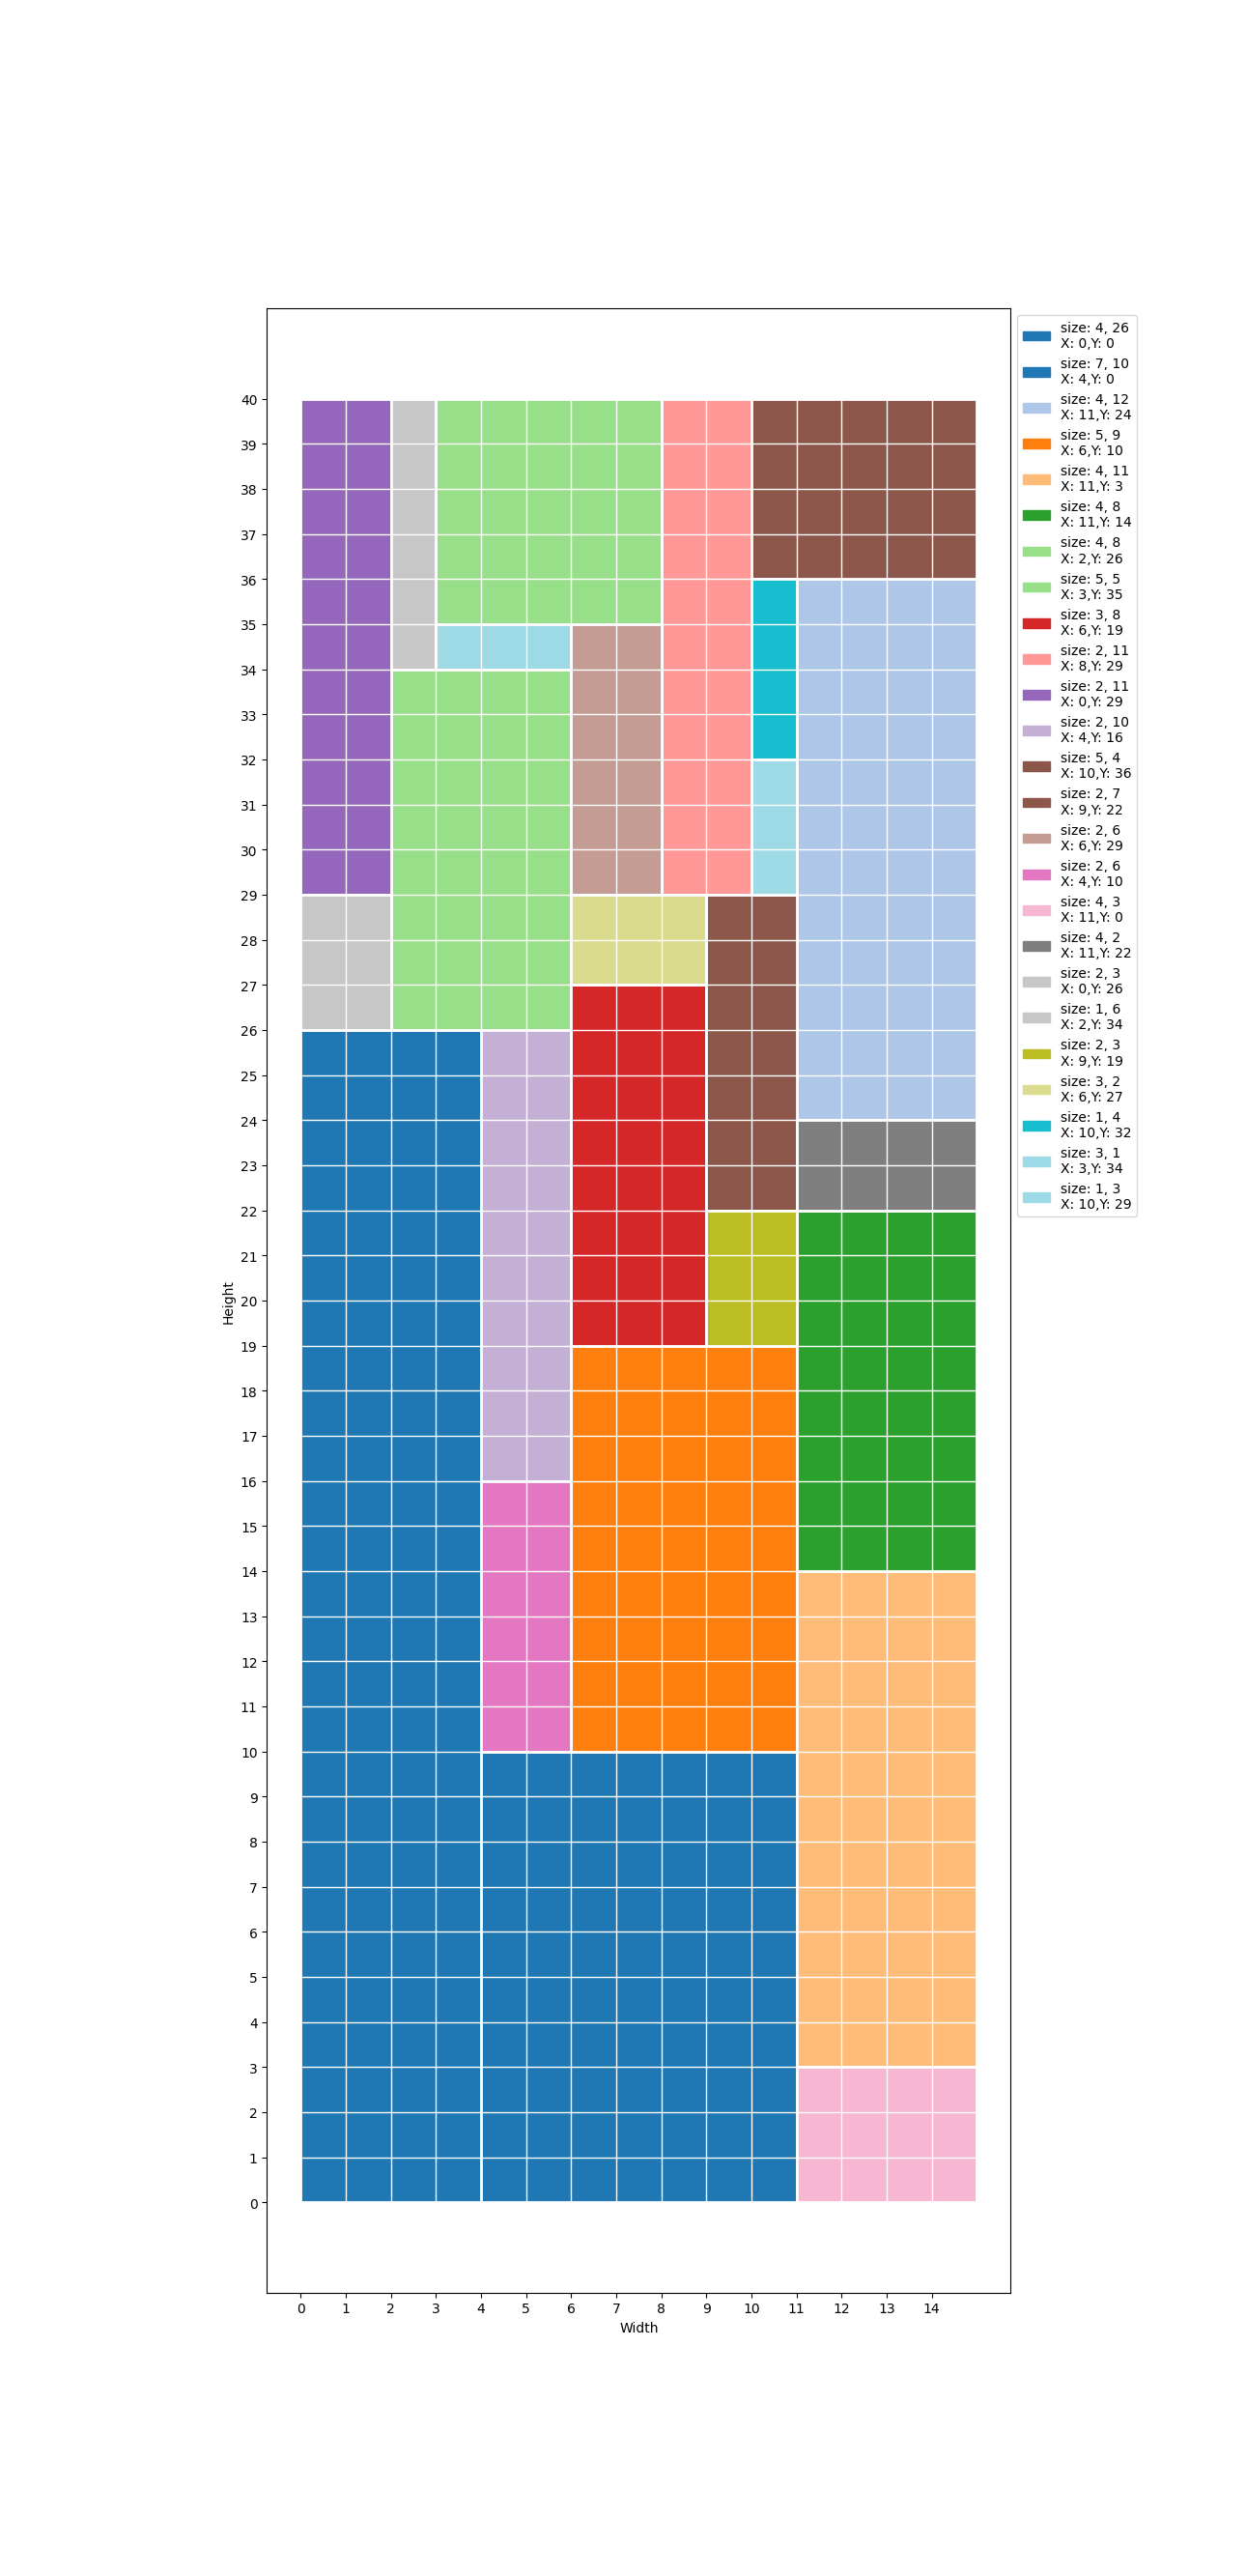 40
39
38
37
36
35
34
33
32
31
30
29
28
27
26
25
24
23
22
21
20
19
18
17
16
15
14
13
12
11
10
9
8
7
6
5
4
3
2
1
0
Height
0 1 2 3 4 5 6 7 8 9 10 11 12 13 14
Width
size: 4, 26
X: 0,Y: 0
size: 7, 10
X: 4,Y: 0
size: 4, 12
X: 11,Y: 24
size: 5, 9
X: 6,Y: 10
size: 4, 11
X: 11,Y: 3
size: 4, 8
X: 11,Y: 14
size: 4, 8
X: 2,Y: 26
size: 5, 5
X: 3,Y: 35
size: 3, 8
X: 6,Y: 19
size: 2, 11
X: 8,Y: 29
size: 2, 11
X: 0,Y: 29
size: 2, 10
X: 4,Y: 16
size: 5, 4
X: 10,Y: 36
size: 2, 7
X: 9,Y: 22
size: 2, 6
X: 6,Y: 29
size: 2, 6
X: 4,Y: 10
size: 4, 3
X: 11,Y: 0
size: 4, 2
X: 11,Y: 22
size: 2, 3
X: 0,Y: 26
size: 1, 6
X: 2,Y: 34
size: 2, 3
X: 9,Y: 19
size: 3, 2
X: 6,Y: 27
size: 1, 4
X: 10,Y: 32
size: 3, 1
X: 3,Y: 34
size: 1, 3
X: 10,Y: 29